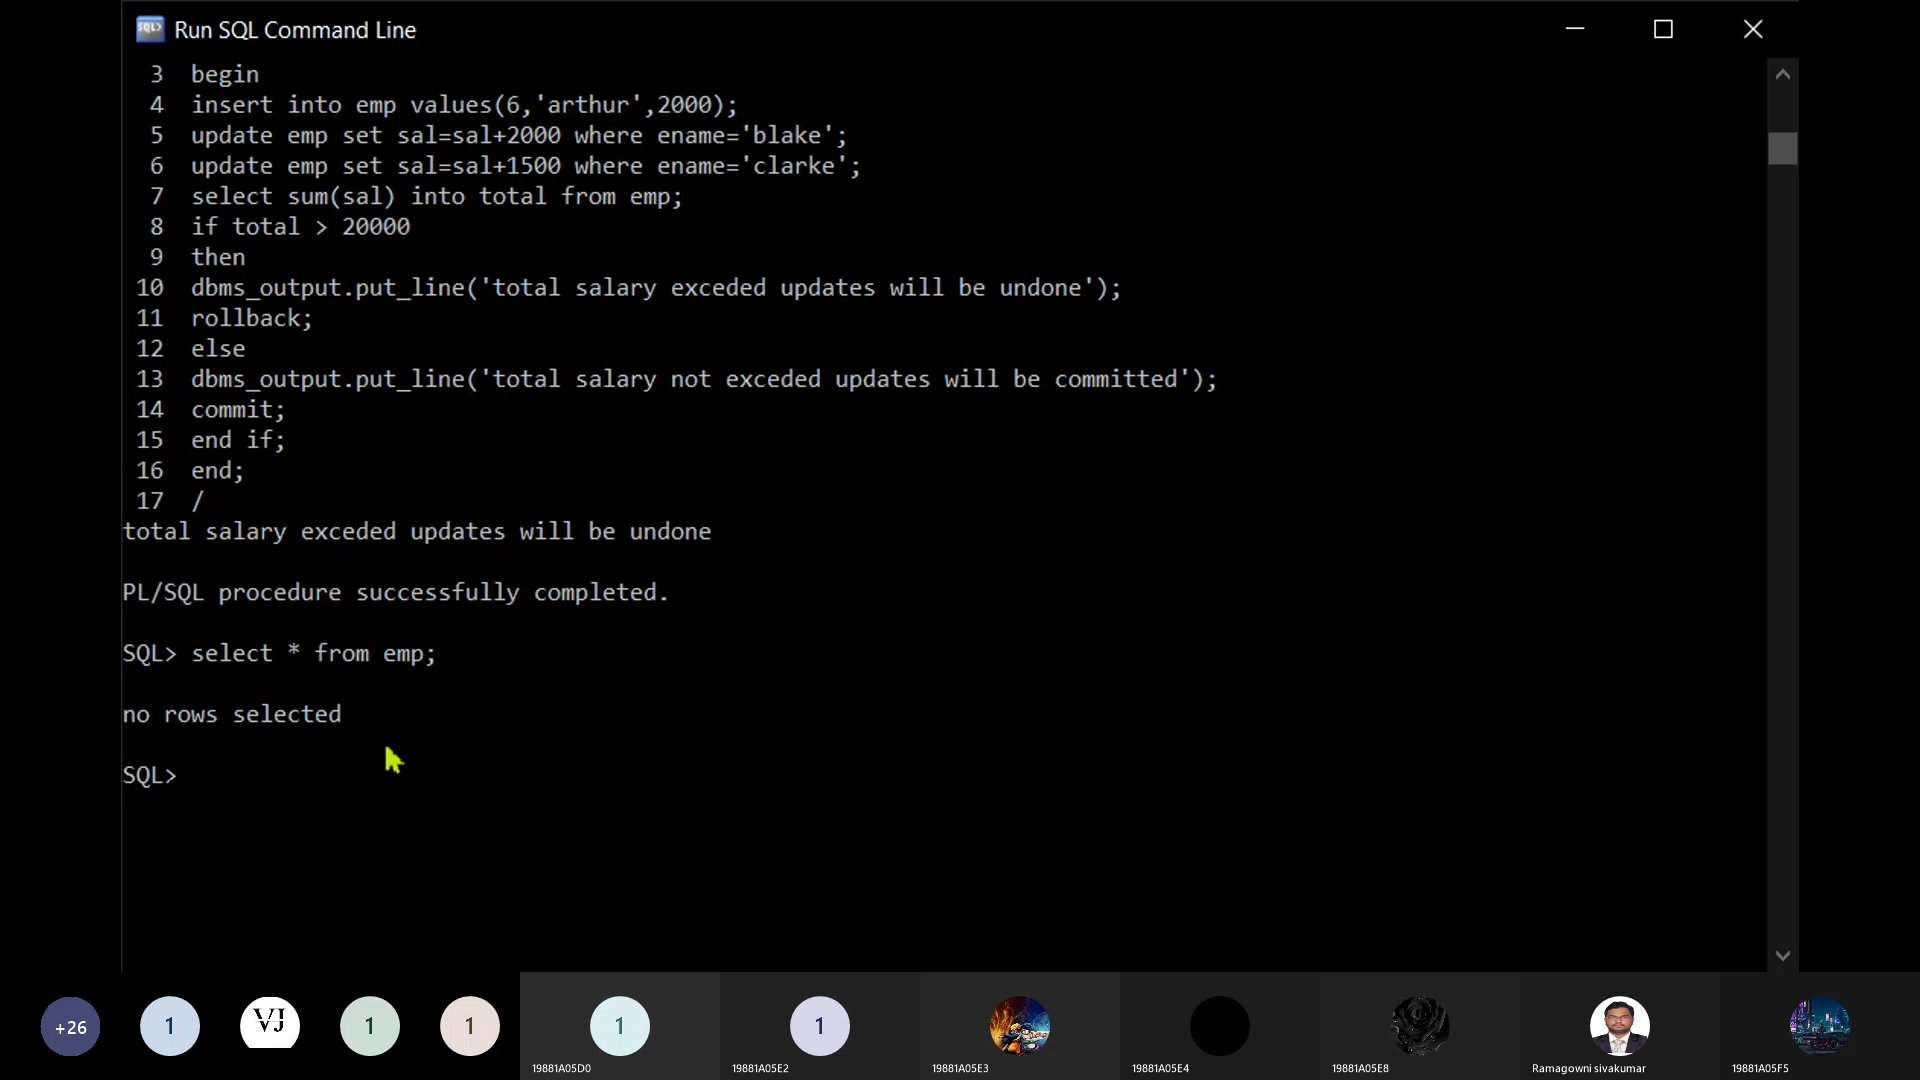 Run SQL Command Line
3 begin
4 insert into emp values(6,'arthur',2000);
5 update emp set sal=sal+2000 where ename='blake';
6 update emp set sal=sal+1500 where ename='clarke';
7 select sum(sal) into total from emp;
8 if total > 20000
9 then
10 dbms_output.put_line('total salary exceded updates will be undone');
11 rollback;
12 else
13 dbms_output.put_line('total salary not exceded updates will be committed');
14 commit;
15 end if;
16 end;
17 /
total salary exceded updates will be undone
PL/SQL procedure successfully completed.
SQL> select * from emp;
no rows selected
SQL>
+26 1 VJ 1 1 1 1
19881A05D0 19881A05E2 19881A05E3 19881A05E4 19881A05E8 Ramagowni sivakumar 19881A05F5